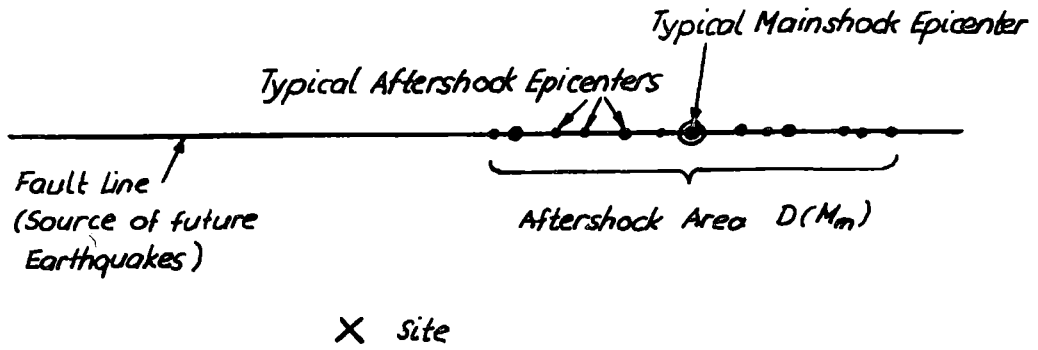 Typical Mainshock Epicenter
Typical Aftershock Epicenters
Fault Line
(Source of future
Earthquakes)
Aftershock Area D(Mm)
X Site